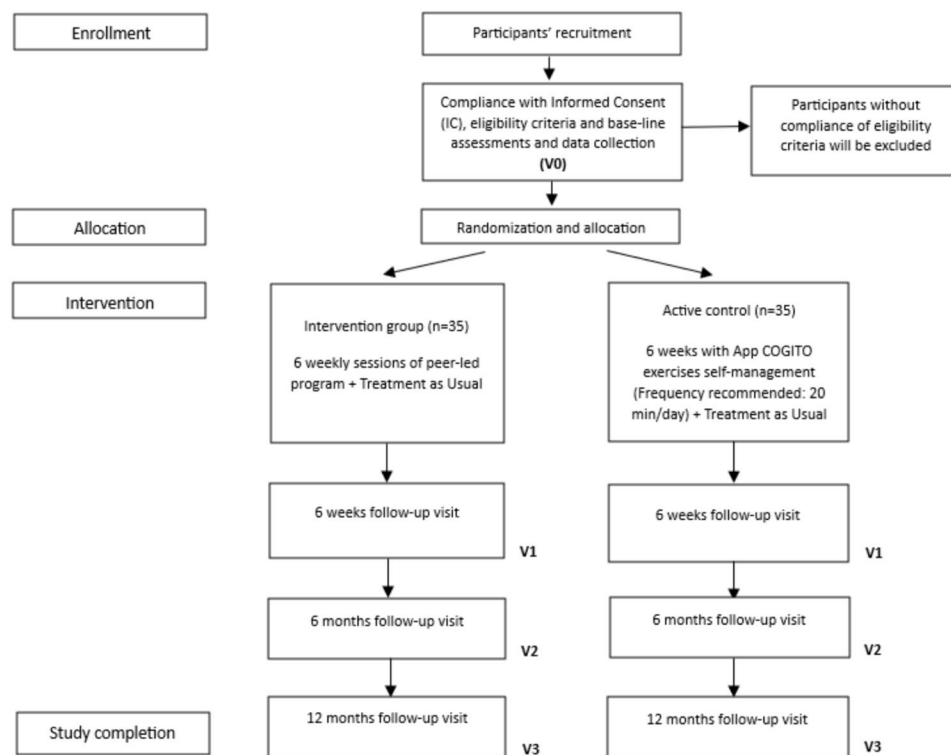 Enrollment
Participants' recruitment
Compliance with Informed Consent
(IC), eligibility criteria and base-line
assessments and data collection
(V0)
Participants without
compliance of eligibility
criteria will be excluded
Allocation
Randomization and allocation
Intervention
Intervention group (n=35)
6 weekly sessions of peer-led
program + Treatment as Usual
Active control (n=35)
6 weeks with App COGITO
exercises self-management
(Frequency recommended: 20
min/day) + Treatment as Usual
6 weeks follow-up visit
V1
6 weeks follow-up visit
V1
6 months follow-up visit
V2
6 months follow-up visit
V2
Study completion
12 months follow-up visit
V3
12 months follow-up visit
V3